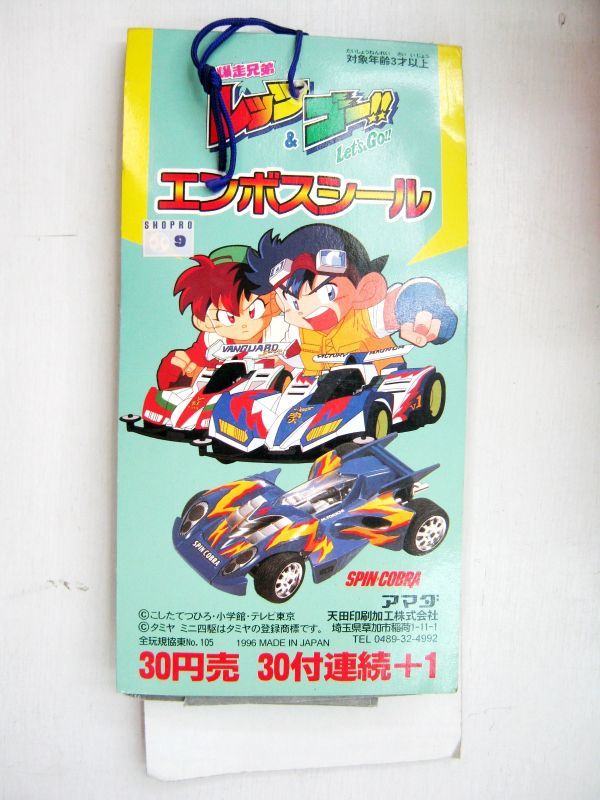 たいしょうねんれい さい いじょう
対象年齢3才以上
爆走兄弟
レッツ
&
ゴー!!
Let's & Go!!
エンボスシール
SHOPRO
9
VANGUARD
VICTORY MAGNUM
SPIN COBRA
SPIN COBRA
アマダ
©こしたてつひろ・小学館・テレビ東京
天田印刷加工株式会社
©タミヤ ミニ四駆はタミヤの登録商標です。
埼玉県草加市稲荷1-11-1
全玩規協東No.105
1996 MADE IN JAPAN
TEL 0489-32-4992
30円売 30付連続+1